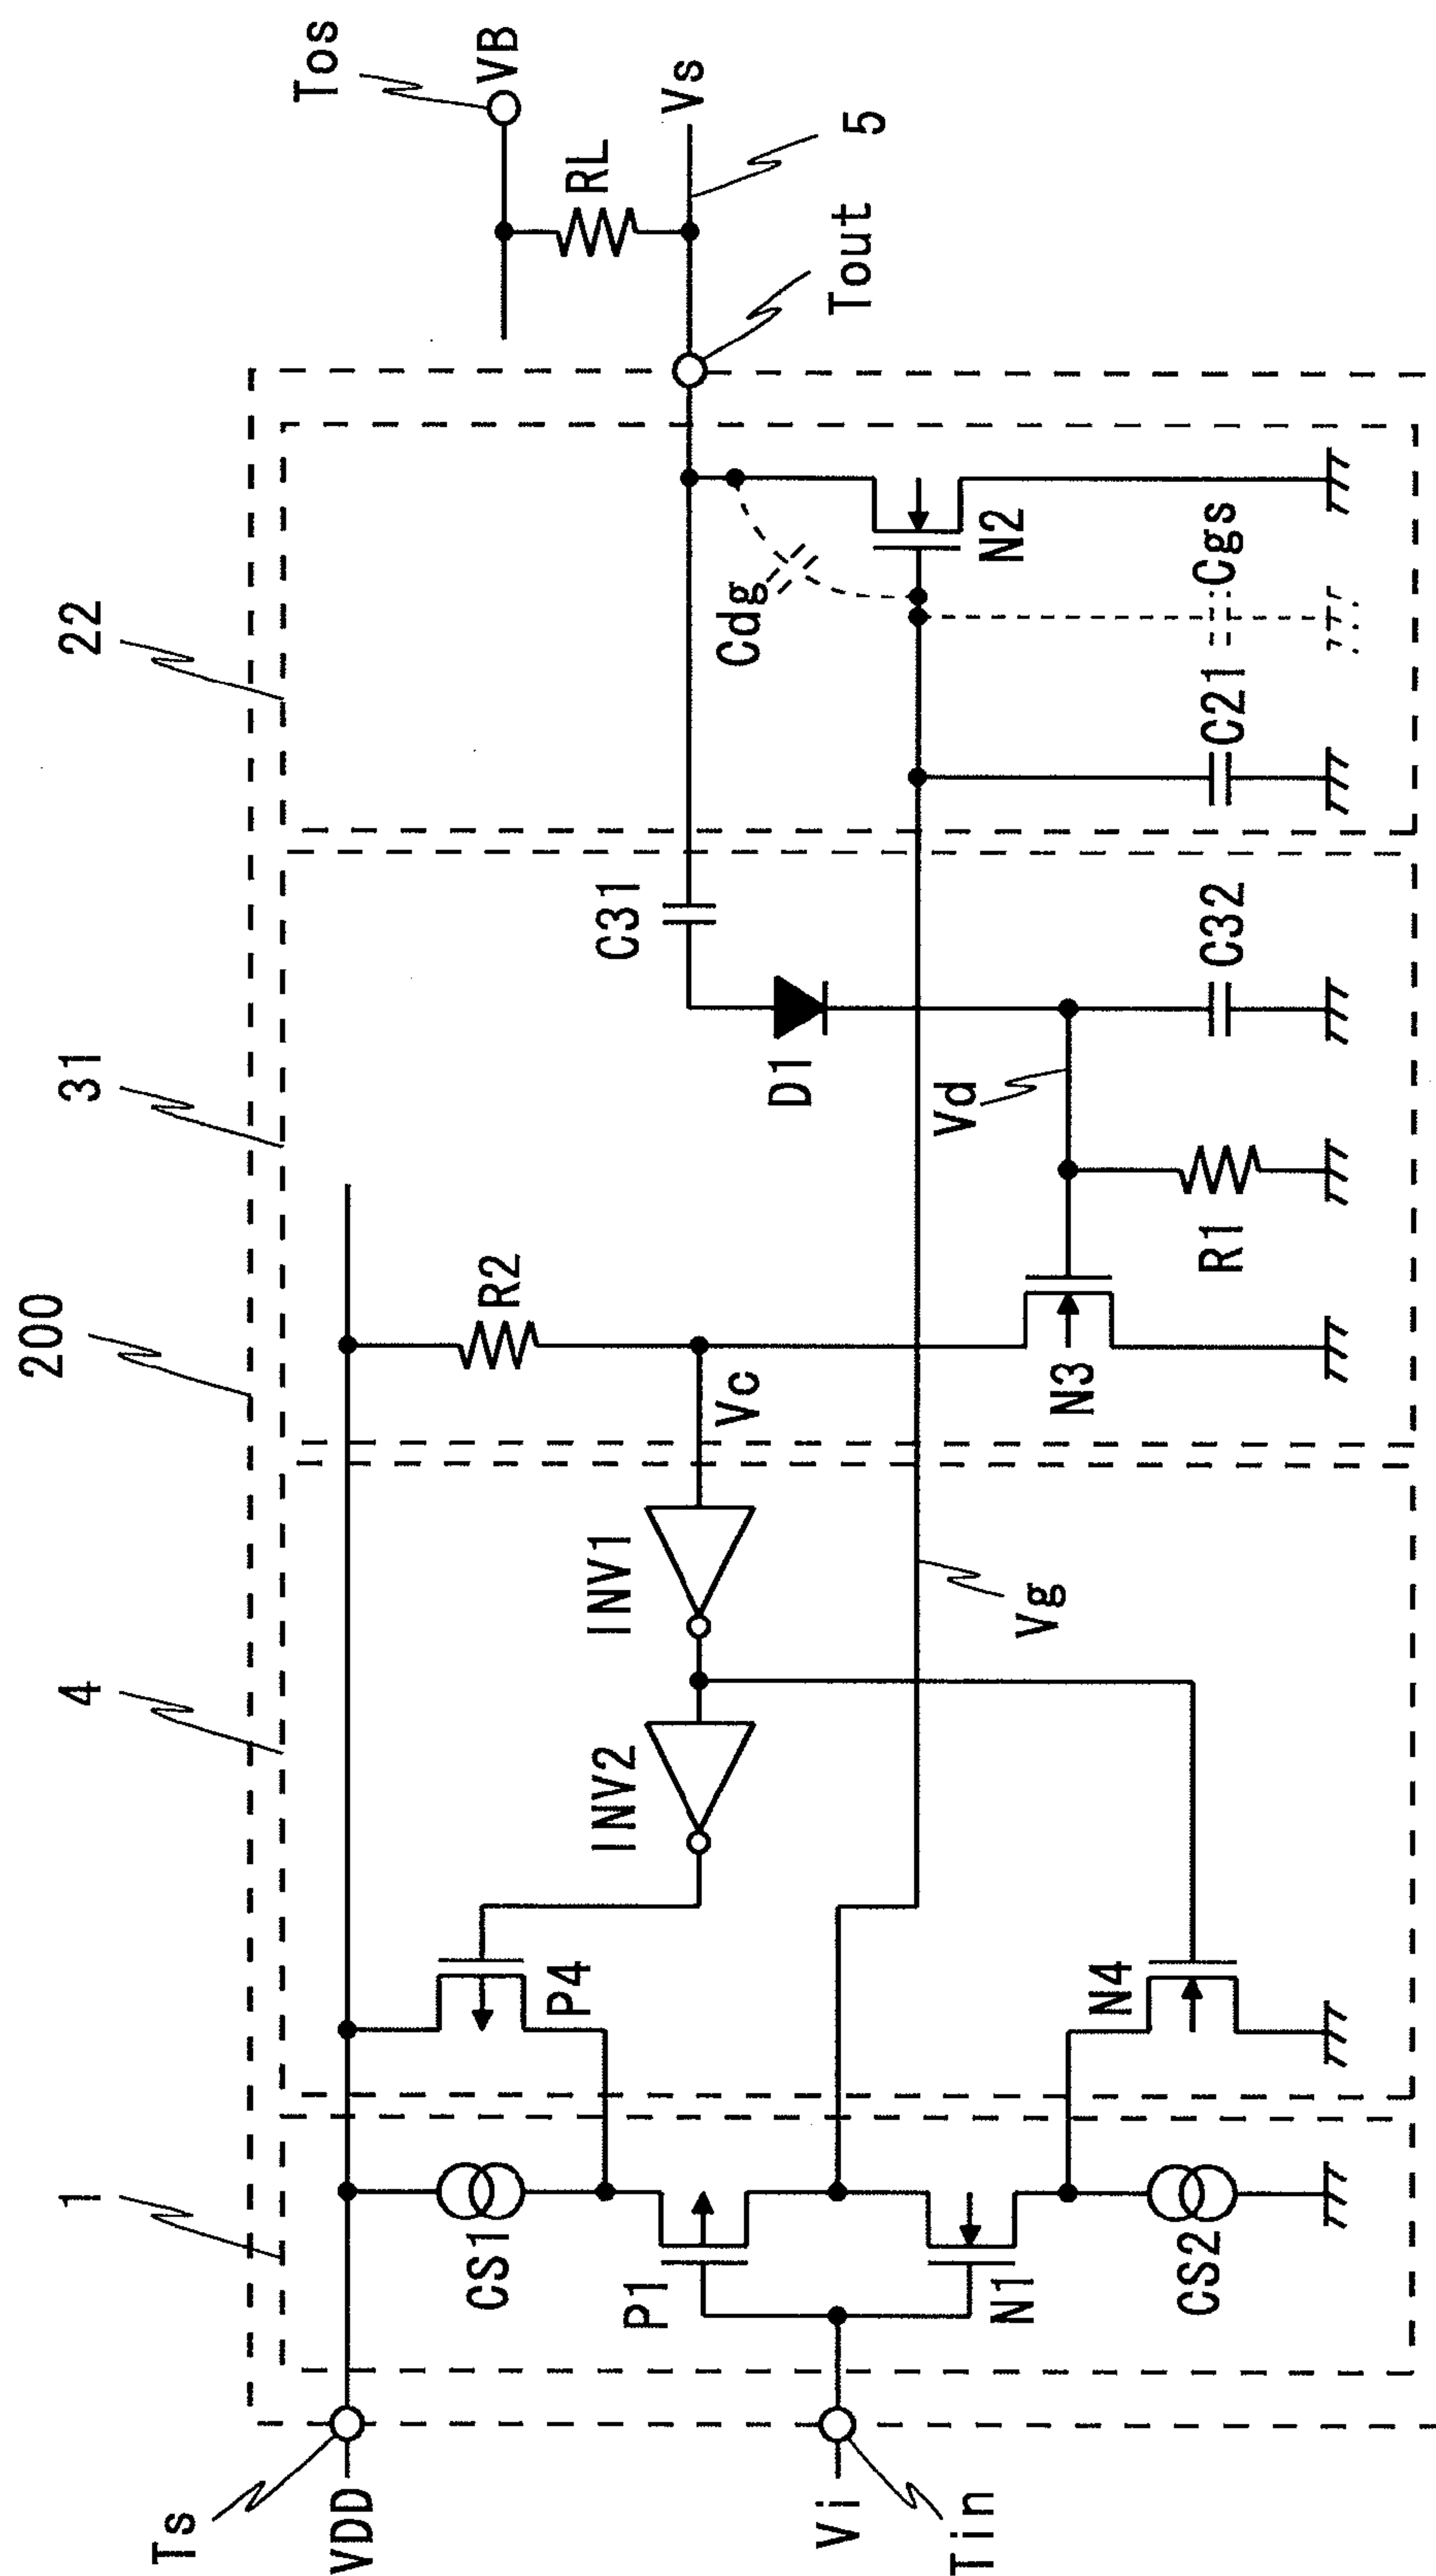 200
1
4
31
22
Ts
VDD
Vi
Tin
CS1
P1
N1
CS2
P4
N4
INV2
INV1
Vg
R2
Vc
N3
R1
Vd
D1
C31
C32
C21
Cgs
Cdg
N2
Tout
Tos
VB
RL
Vs
5